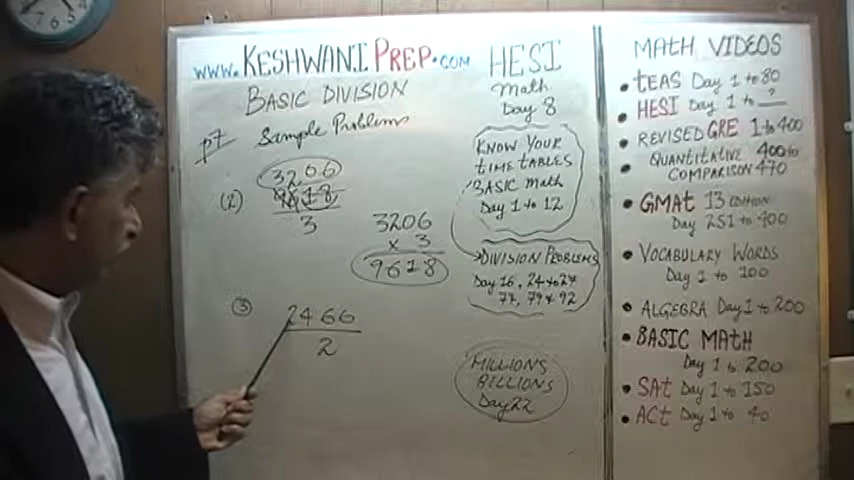 www.KESHWANIPREP.COM
BASIC DIVISION
p7 Sample Problems
(2) 3206
9618
3
3206
x 3
9618
(3) 2466
2
HESI
Math
Day 8
KNOW YOUR
TIME TABLES
BASIC Math
Day 1 to 12
DIVISION PROBLEMS
Day 16, 24 to 27
77, 79 & 92
MILLIONS
BILLIONS
Day 22
MATH VIDEOS
• TEAS Day 1 to 80
• HESI Day 1 to ?
• REVISED GRE 1 to 400
• QUANTITATIVE 400 to
COMPARISON 470
• GMAT 13 EDITION
Day 251 to 400
• VOCABULARY WORDS
Day 1 to 100
• ALGEBRA Day 1 to 200
• BASIC MATH
Day 1 to 200
• SAT Day 1 to 150
• ACT Day 1 to 40